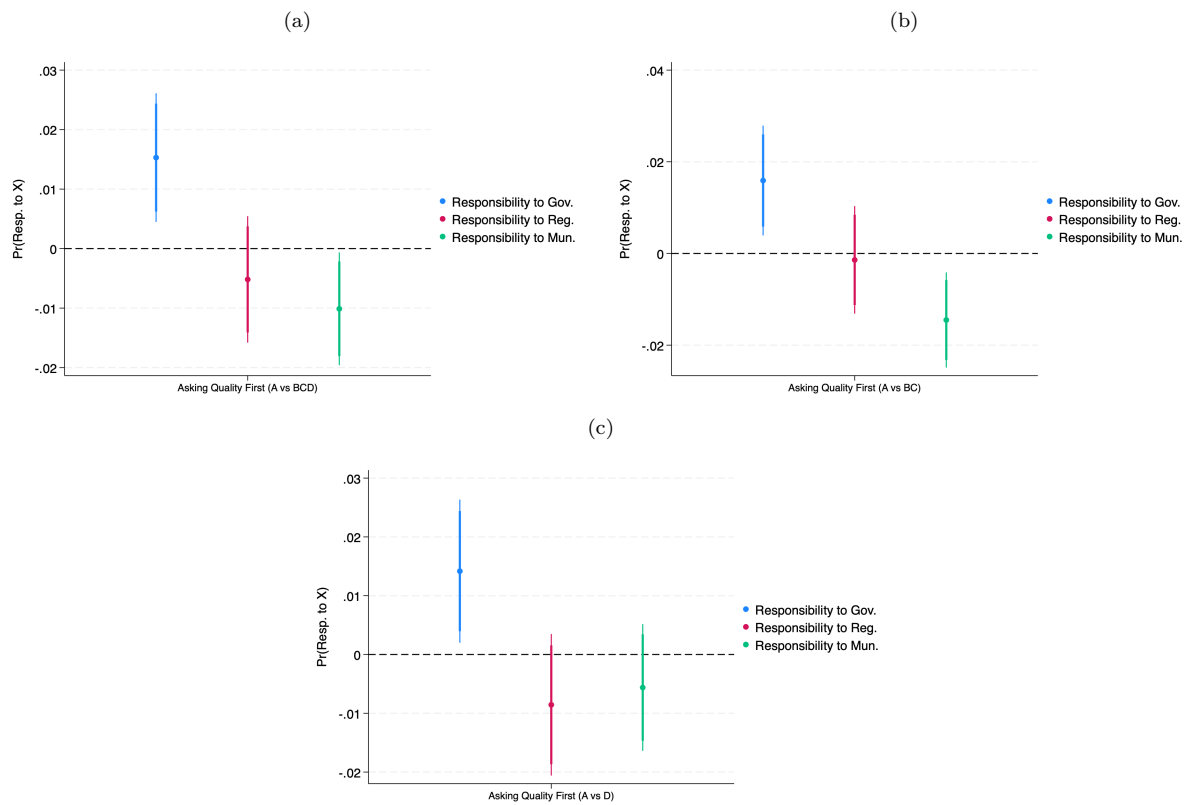 (a)
.03
.02
.01
0
-.01
-.02
Pr(Resp. to X)
Asking Quality First (A vs BCD)
Responsibility to Gov.
Responsibility to Reg.
Responsibility to Mun.
(b)
.04
.02
0
-.02
Pr(Resp. to X)
Asking Quality First (A vs BC)
Responsibility to Gov.
Responsibility to Reg.
Responsibility to Mun.
(c)
.03
.02
.01
0
-.01
-.02
Pr(Resp. to X)
Asking Quality First (A vs D)
Responsibility to Gov.
Responsibility to Reg.
Responsibility to Mun.